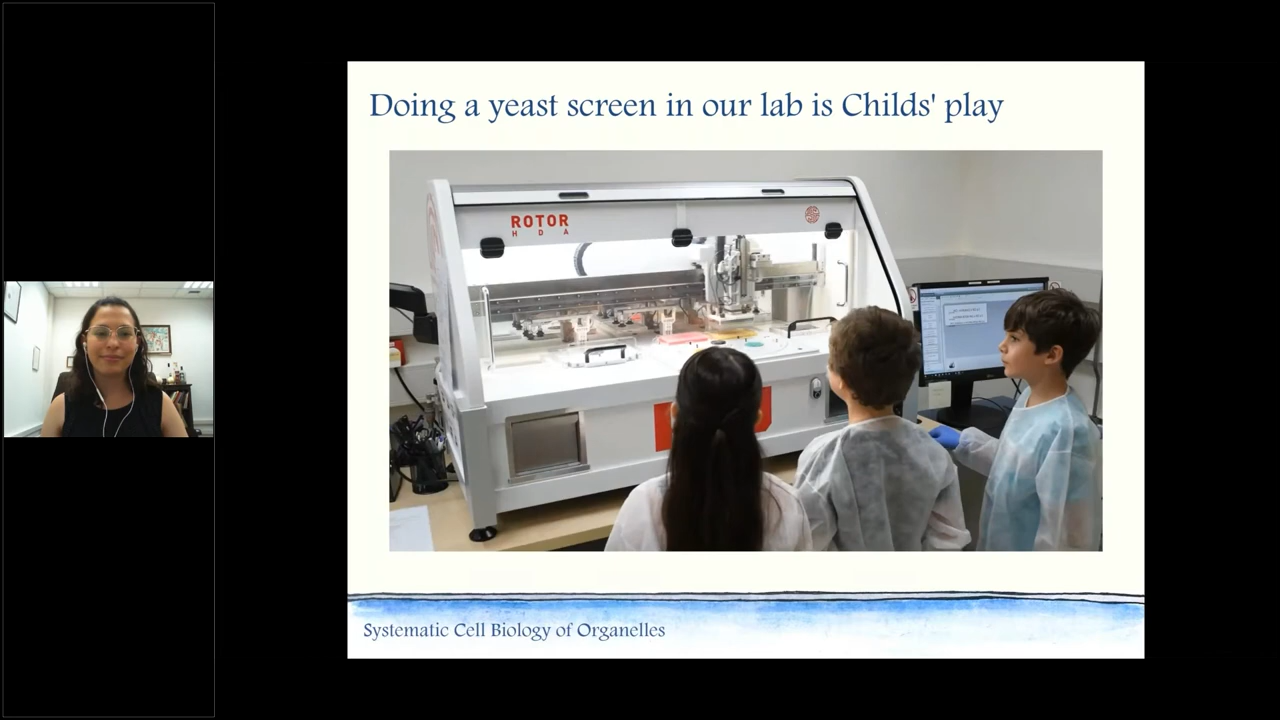 Doing a yeast screen in our lab is Childs' play
ROTOR
H D A
Systematic Cell Biology of Organelles